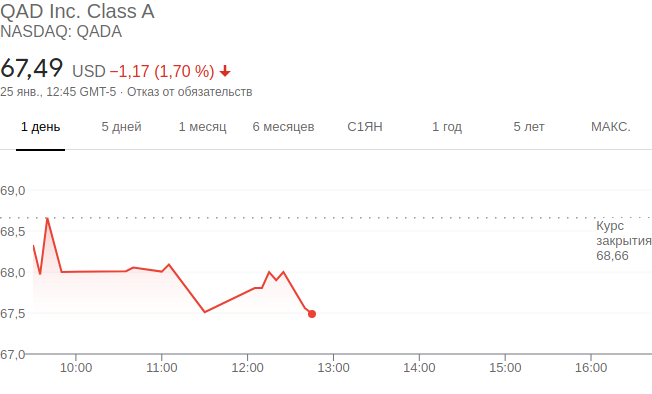 QAD Inc. Class A
NASDAQ: QADA
67,49 USD −1,17 (1,70 %)
25 янв., 12:45 GMT-5 · Отказ от обязательств
1 день 5 дней 1 месяц 6 месяцев С1ЯН 1 год 5 лет МАКС.
69,0
68,5
68,0
67,5
67,0
Курс
закрытия
68,66
10:00 11:00 12:00 13:00 14:00 15:00 16:00